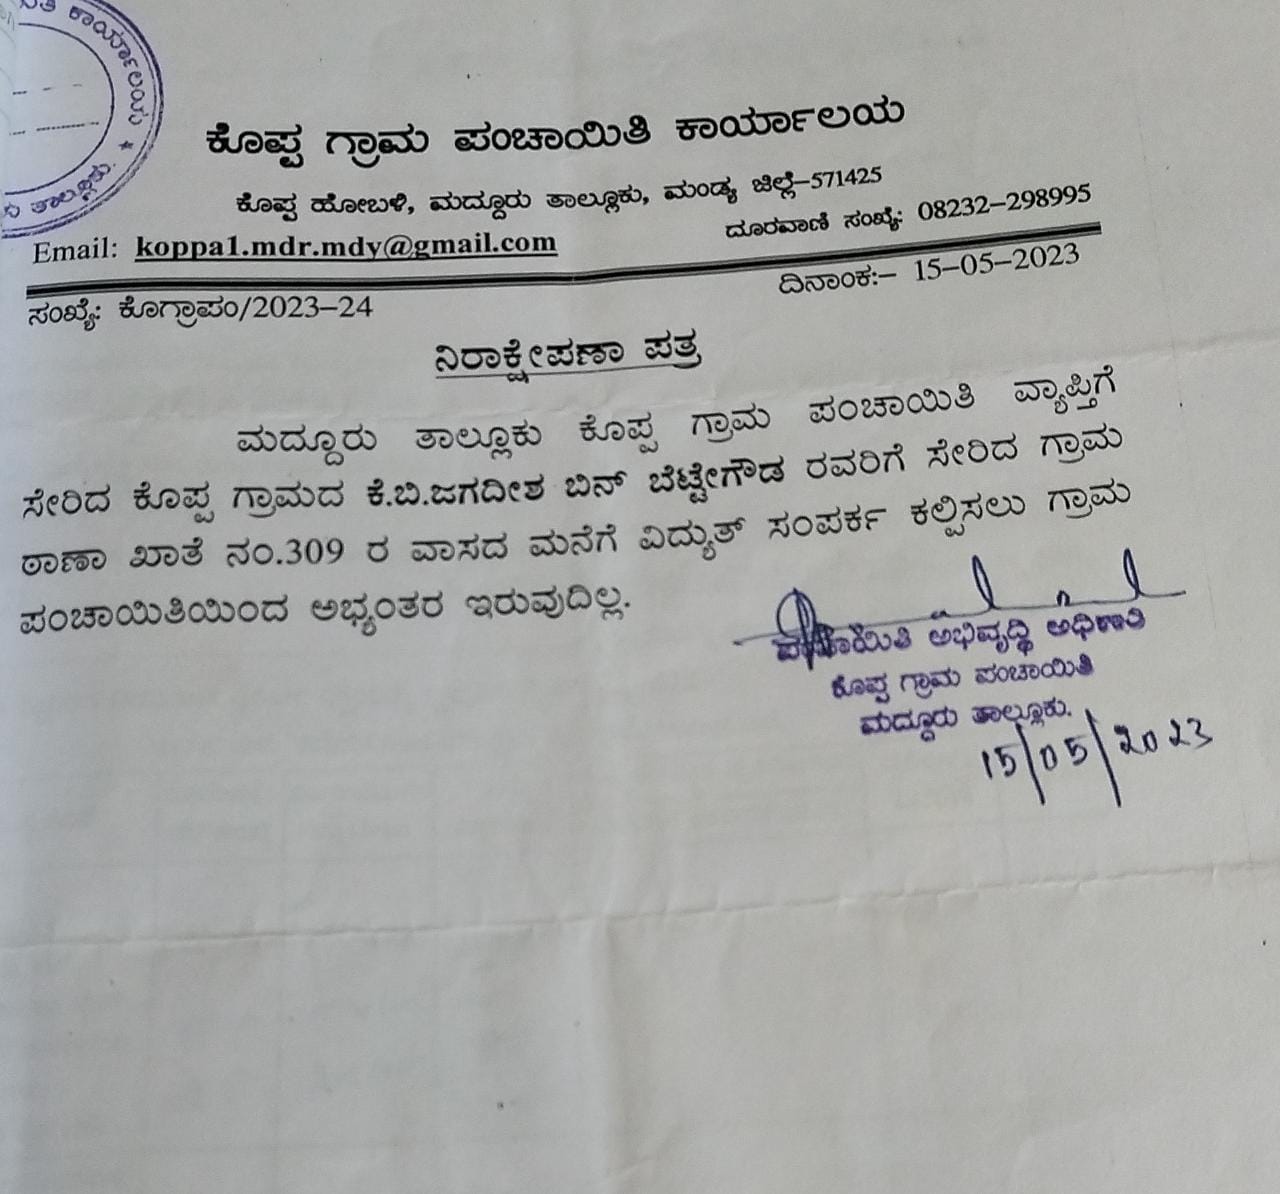 ಕಾರ್ಯಾಲಯ ★
ತಾಲ್ಲೂಕು.
ಕೊಪ್ಪ ಗ್ರಾಮ ಪಂಚಾಯಿತಿ ಕಾರ್ಯಾಲಯ
ಕೊಪ್ಪ ಹೋಬಳಿ, ಮದ್ದೂರು ತಾಲ್ಲೂಕು, ಮಂಡ್ಯ ಜಿಲ್ಲೆ–571425
Email: koppa1.mdr.mdy@gmail.com ದೂರವಾಣಿ ಸಂಖ್ಯೆ: 08232–298995
ಸಂಖ್ಯೆ: ಕೊಗ್ರಾಪಂ/2023–24 ದಿನಾಂಕ:– 15–05–2023
ನಿರಾಕ್ಷೇಪಣಾ ಪತ್ರ
ಮದ್ದೂರು ತಾಲ್ಲೂಕು ಕೊಪ್ಪ ಗ್ರಾಮ ಪಂಚಾಯಿತಿ ವ್ಯಾಪ್ತಿಗೆ
ಸೇರಿದ ಕೊಪ್ಪ ಗ್ರಾಮದ ಕೆ.ಬಿ.ಜಗದೀಶ ಬಿನ್ ಬೆಟ್ಟೇಗೌಡ ರವರಿಗೆ ಸೇರಿದ ಗ್ರಾಮ
ಠಾಣಾ ಖಾತೆ ನಂ.309 ರ ವಾಸದ ಮನೆಗೆ ವಿದ್ಯುತ್ ಸಂಪರ್ಕ ಕಲ್ಪಿಸಲು ಗ್ರಾಮ
ಪಂಚಾಯಿತಿಯಿಂದ ಅಭ್ಯಂತರ ಇರುವುದಿಲ್ಲ.
ಪಂಚಾಯಿತಿ ಅಭಿವೃದ್ಧಿ ಅಧಿಕಾರಿ
ಕೊಪ್ಪ ಗ್ರಾಮ ಪಂಚಾಯಿತಿ
ಮದ್ದೂರು ತಾಲ್ಲೂಕು.
15/05/2023